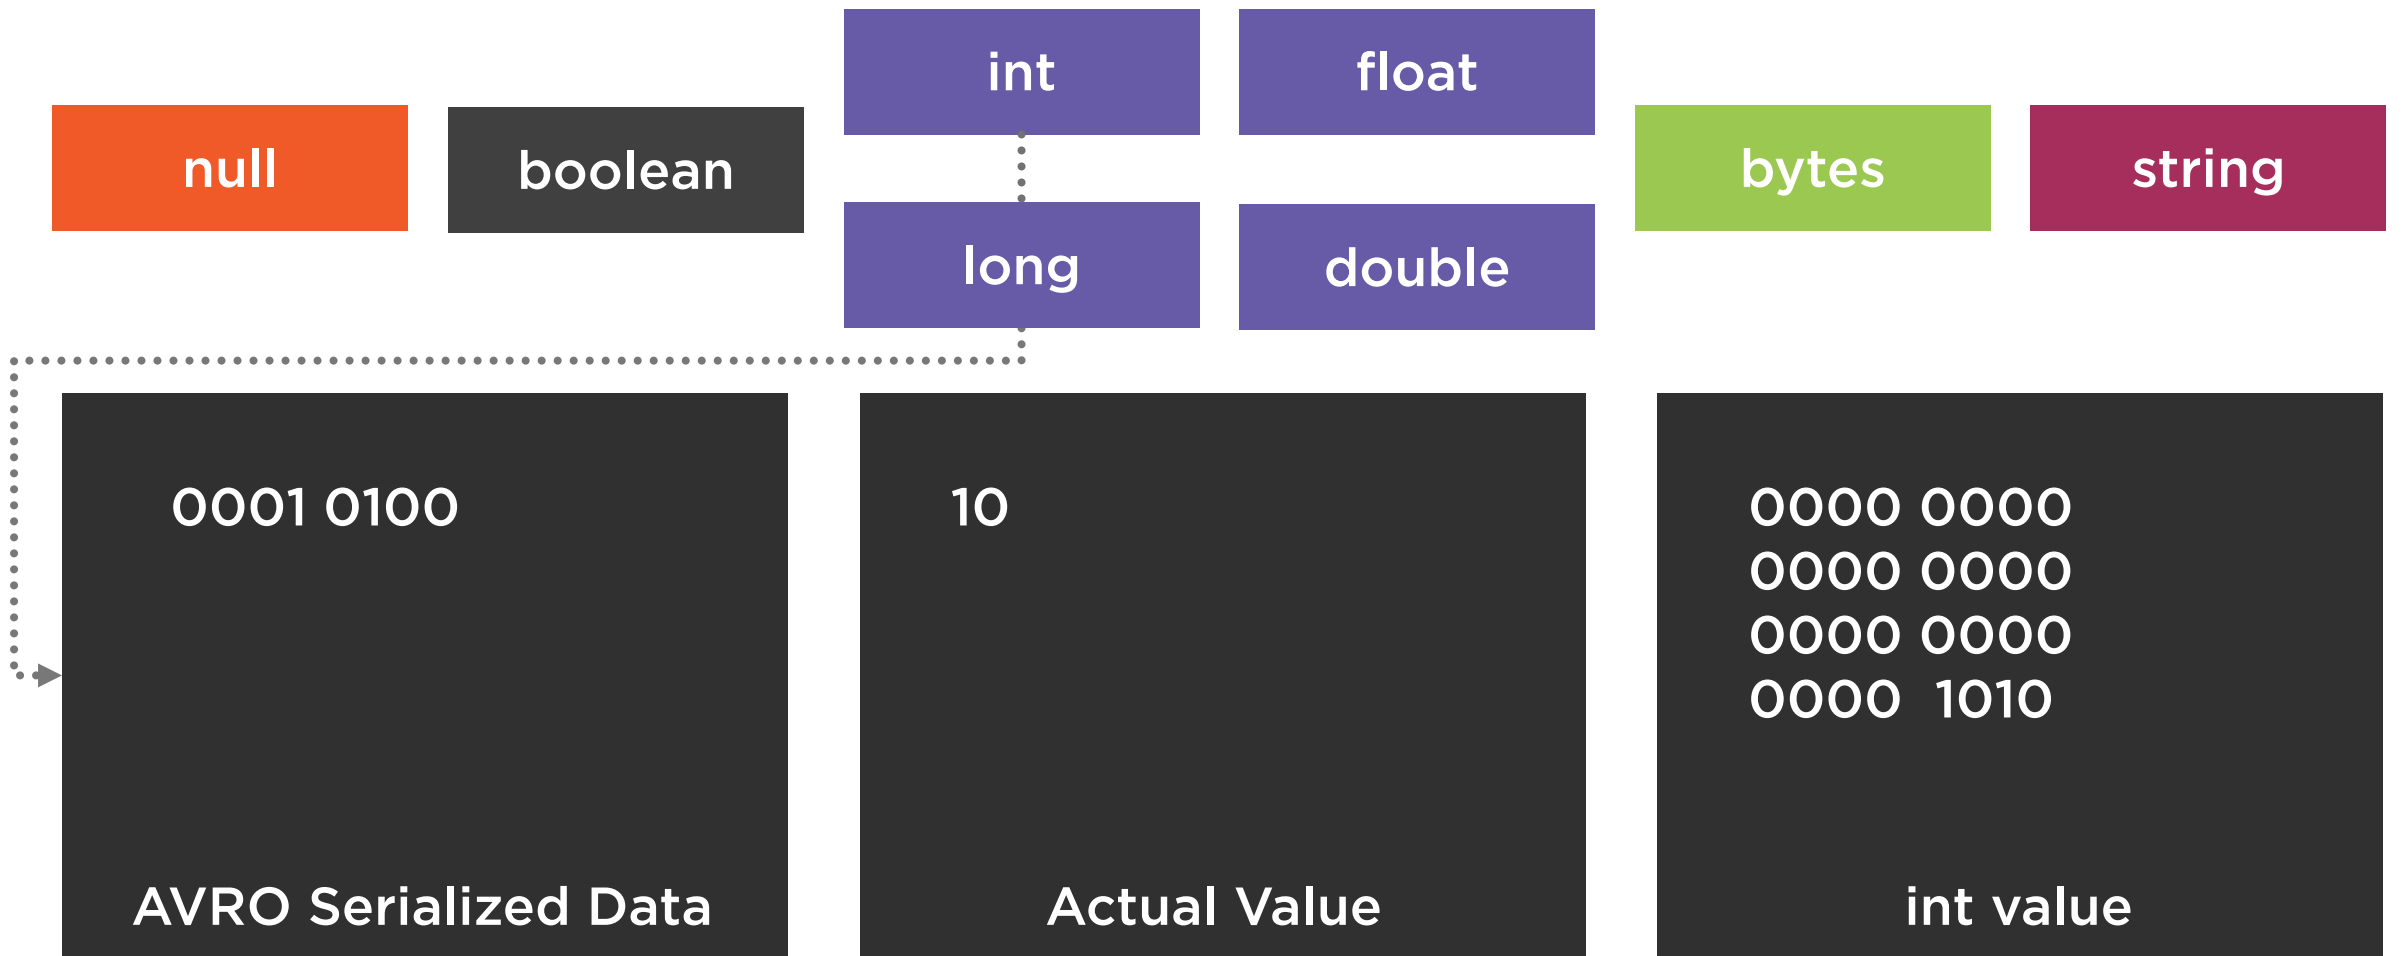 int
float
null
boolean
bytes
string
long
double
0001 0100
10
0000 0000
0000 0000
0000 0000
0000 1010
AVRO Serialized Data
Actual Value
int value